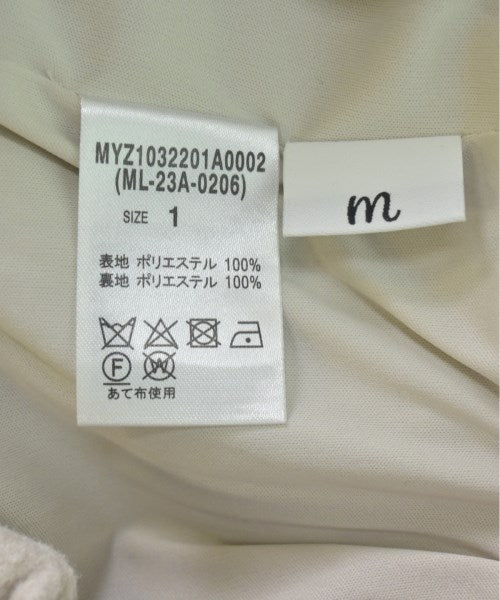 MYZ1032201A0002
(ML-23A-0206)
SIZE 1
表地 ポリエステル 100%
裏地 ポリエステル 100%
F W
あて布使用
m